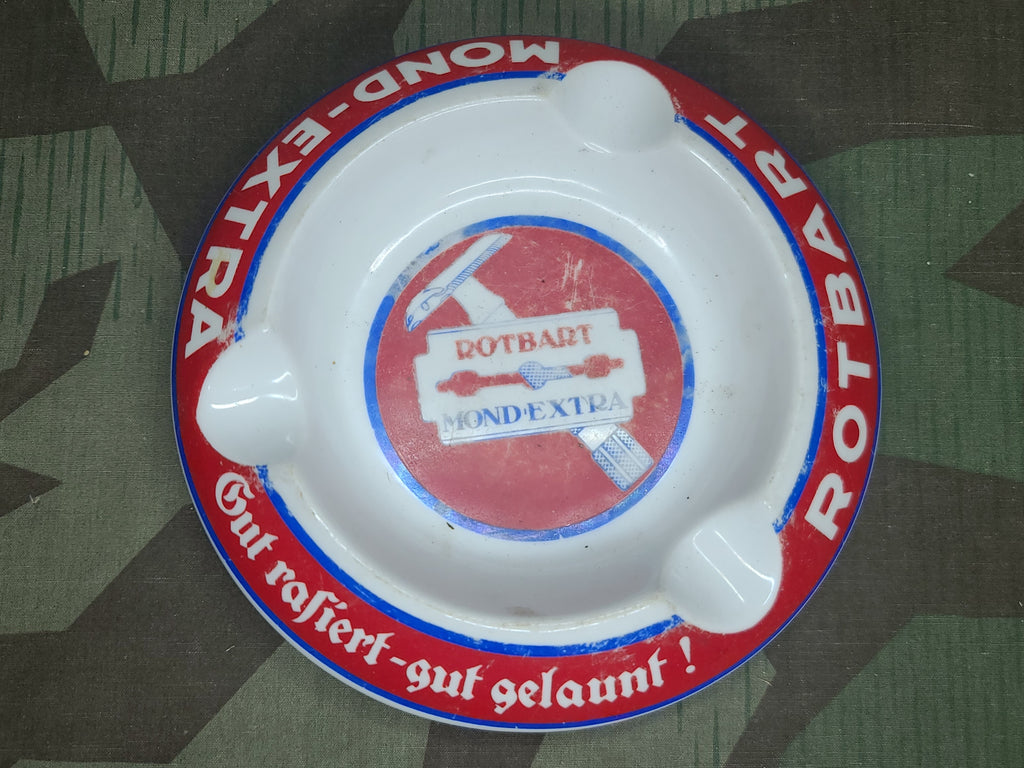 MOND-EXTRA
ROTBART
ROTBART
MOND·EXTRA
Gut raſiert-gut gelaunt!